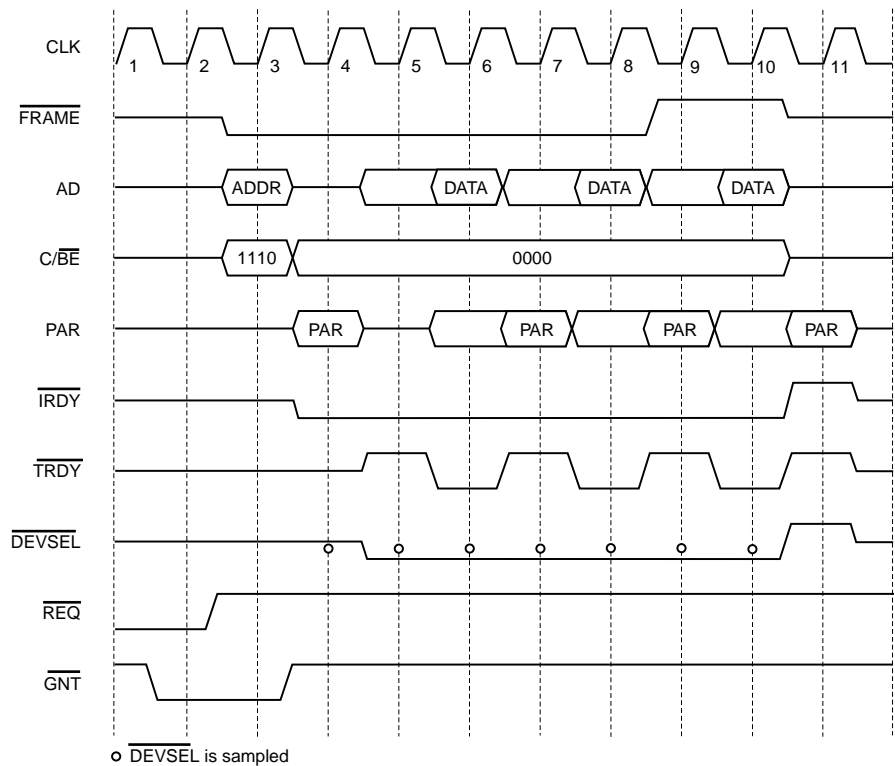 CLK
1 2 3 4 5 6 7 8 9 10 11
FRAME
AD ADDR DATA DATA DATA
C/BE 1110 0000
PAR PAR PAR PAR PAR
IRDY
TRDY
DEVSEL
REQ
GNT
DEVSEL is sampled